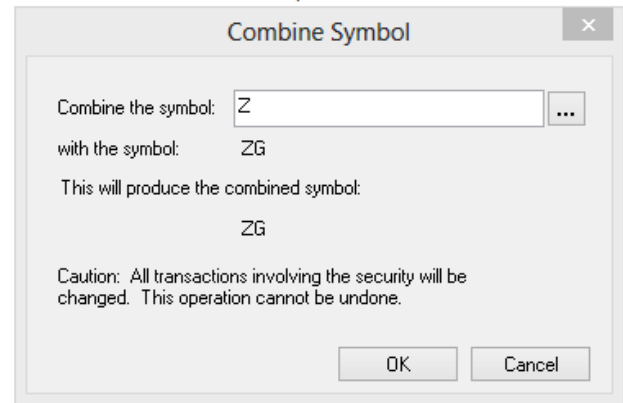 Combine Symbol
Combine the symbol: Z ...
with the symbol: ZG
This will produce the combined symbol:
ZG
Caution: All transactions involving the security will be
changed. This operation cannot be undone.
OK Cancel